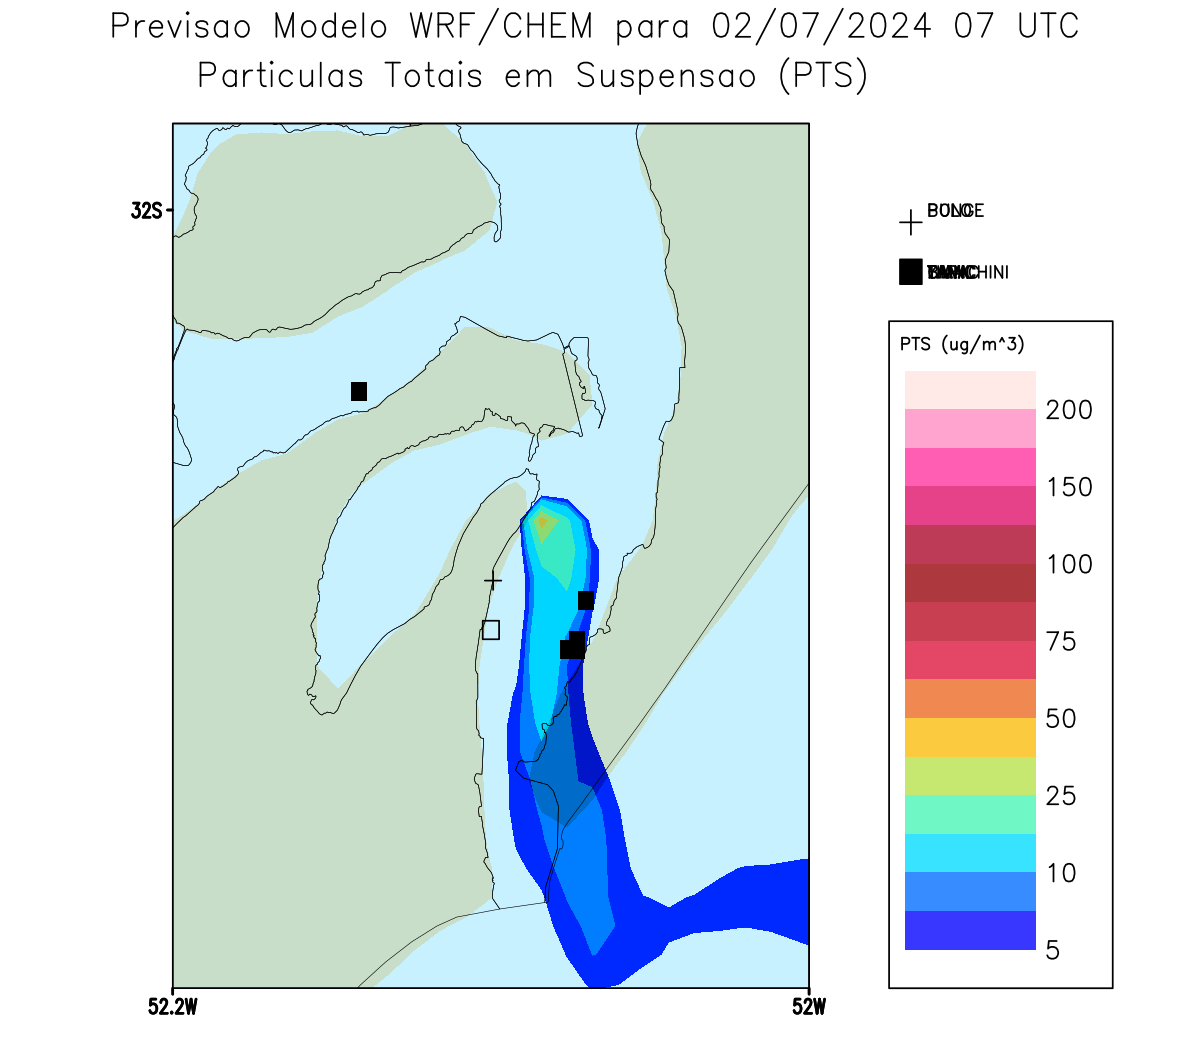 Previsao Modelo WRF/CHEM para 02/07/2024 07 UTC
Particulas Totais em Suspensao (PTS)
32S
52.2W
52W
PTS (ug/m^3)
200
150
100
75
50
25
10
5